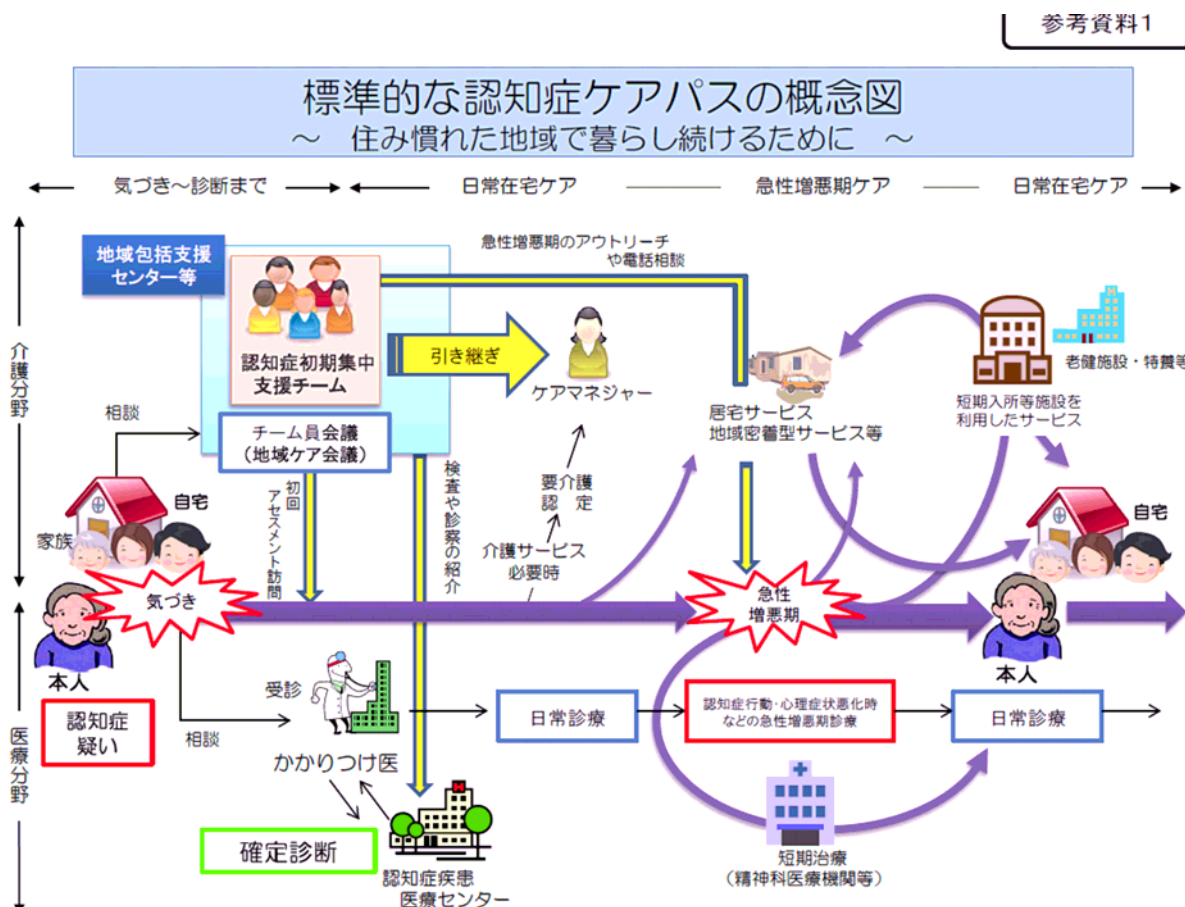 参考資料1
標準的な認知症ケアパスの概念図
～ 住み慣れた地域で暮らし続けるために ～
気づき～診断まで
日常在宅ケア
急性増悪期ケア
日常在宅ケア
介護分野
医療分野
地域包括支援
センター等
認知症初期集中
支援チーム
チーム員会議
(地域ケア会議)
急性増悪期のアウトリーチ
や電話相談
引き継ぎ
ケアマネジャー
居宅サービス
地域密着型サービス等
老健施設・特養等
短期入所等施設を
利用したサービス
相談
自宅
家族
初回
アセスメント訪問
検査や診察の紹介
要介護
認 定
介護サービス
必要時
自宅
気づき
急性
増悪期
本人
本人
認知症
疑い
相談
受診
かかりつけ医
日常診療
認知症行動・心理症状悪化時
などの急性増悪期診療
日常診療
確定診断
認知症疾患
医療センター
短期治療
(精神科医療機関等)
H